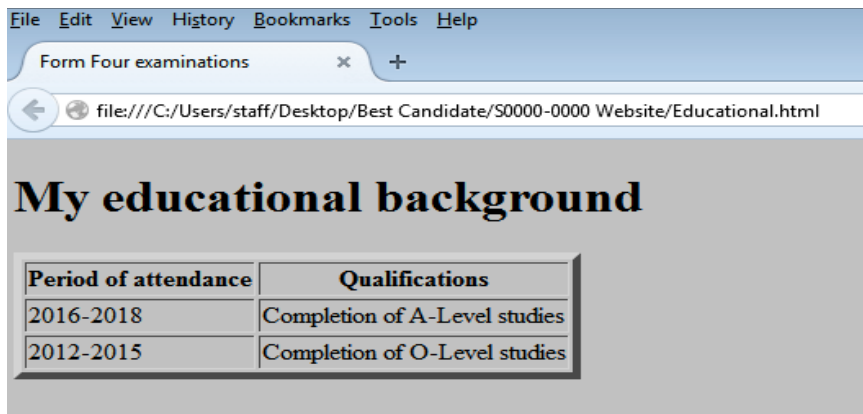 File Edit View History Bookmarks Tools Help
Form Four examinations × +
file:///C:/Users/staff/Desktop/Best Candidate/S0000-0000 Website/Educational.html
My educational background
Period of attendance Qualifications
2016-2018 Completion of A-Level studies
2012-2015 Completion of O-Level studies